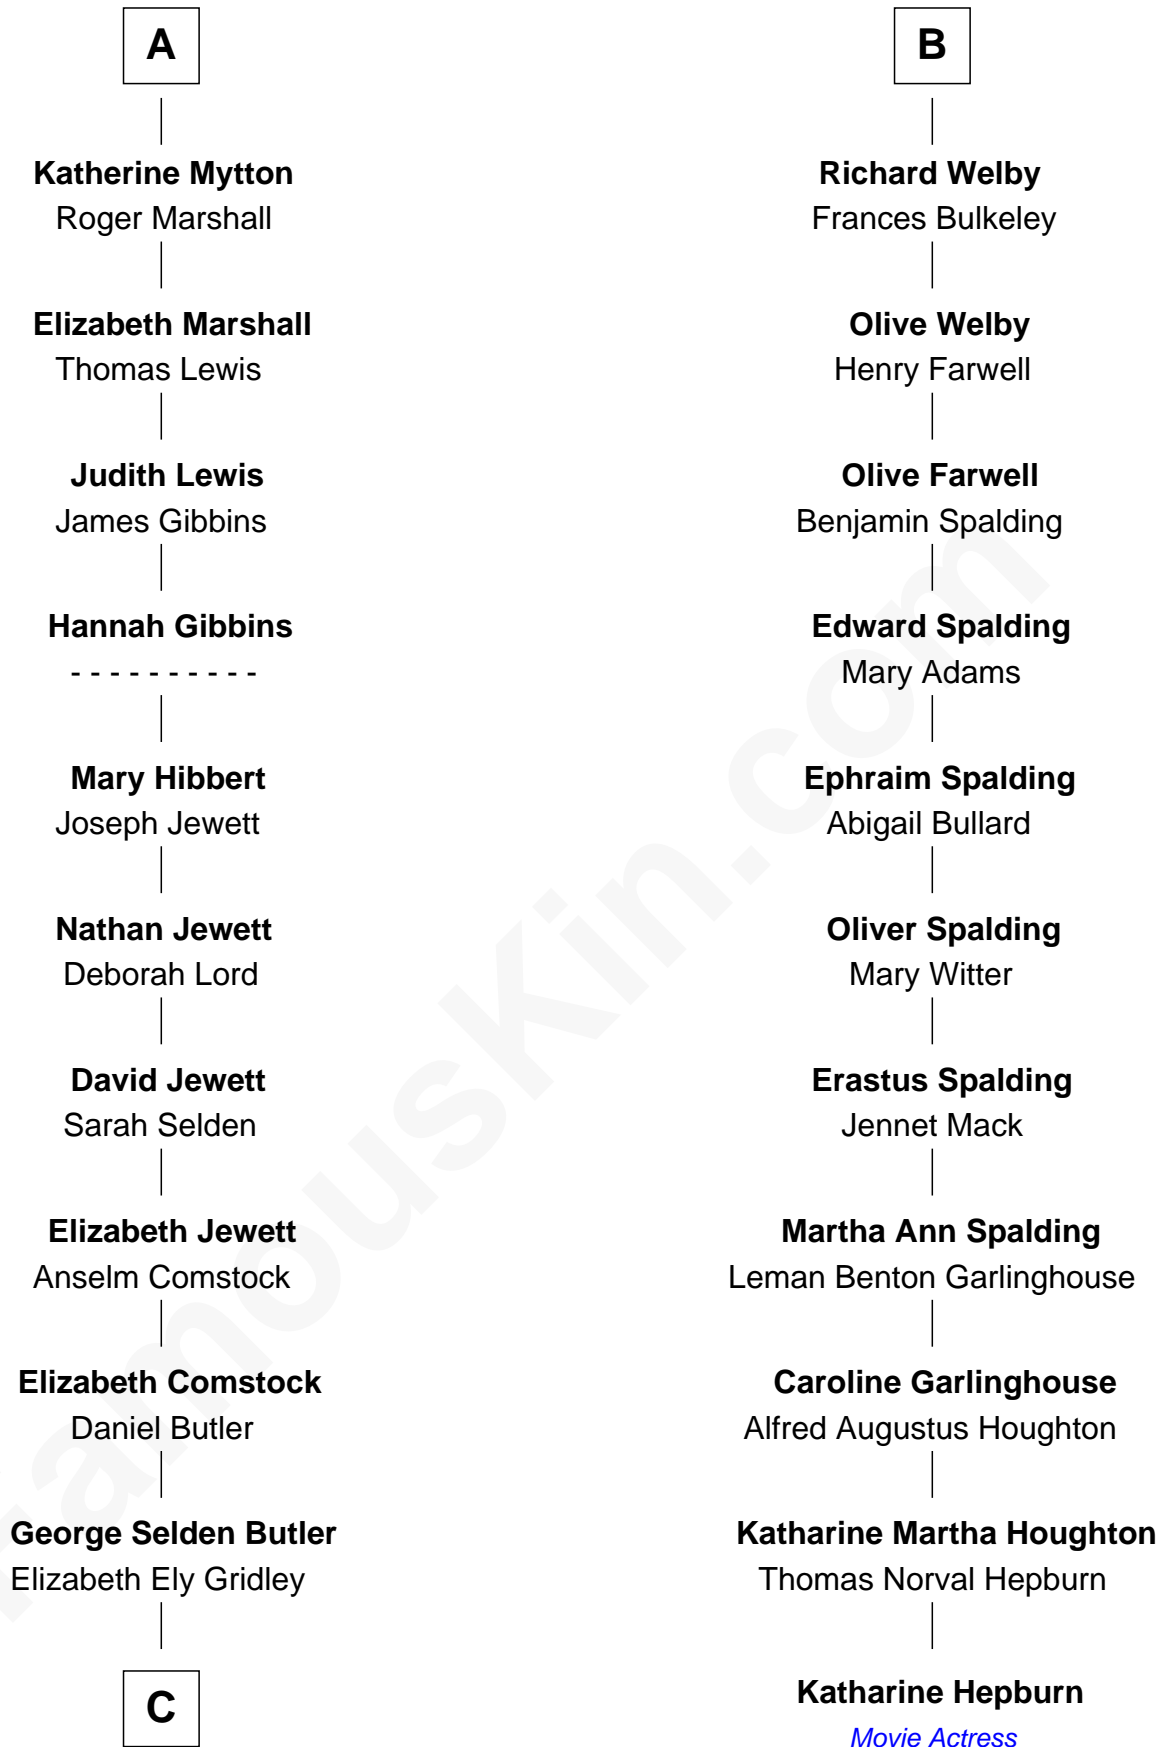 A
Katherine Mytton
Roger Marshall
Elizabeth Marshall
Thomas Lewis
Judith Lewis
James Gibbins
Hannah Gibbins
- - - - - - - - - -
Mary Hibbert
Joseph Jewett
Nathan Jewett
Deborah Lord
David Jewett
Sarah Selden
Elizabeth Jewett
Anselm Comstock
Elizabeth Comstock
Daniel Butler
George Selden Butler
Elizabeth Ely Gridley
C
B
Richard Welby
Frances Bulkeley
Olive Welby
Henry Farwell
Olive Farwell
Benjamin Spalding
Edward Spalding
Mary Adams
Ephraim Spalding
Abigail Bullard
Oliver Spalding
Mary Witter
Erastus Spalding
Jennet Mack
Martha Ann Spalding
Leman Benton Garlinghouse
Caroline Garlinghouse
Alfred Augustus Houghton
Katharine Martha Houghton
Thomas Norval Hepburn
Katharine Hepburn
Movie Actress
FamousKin.com